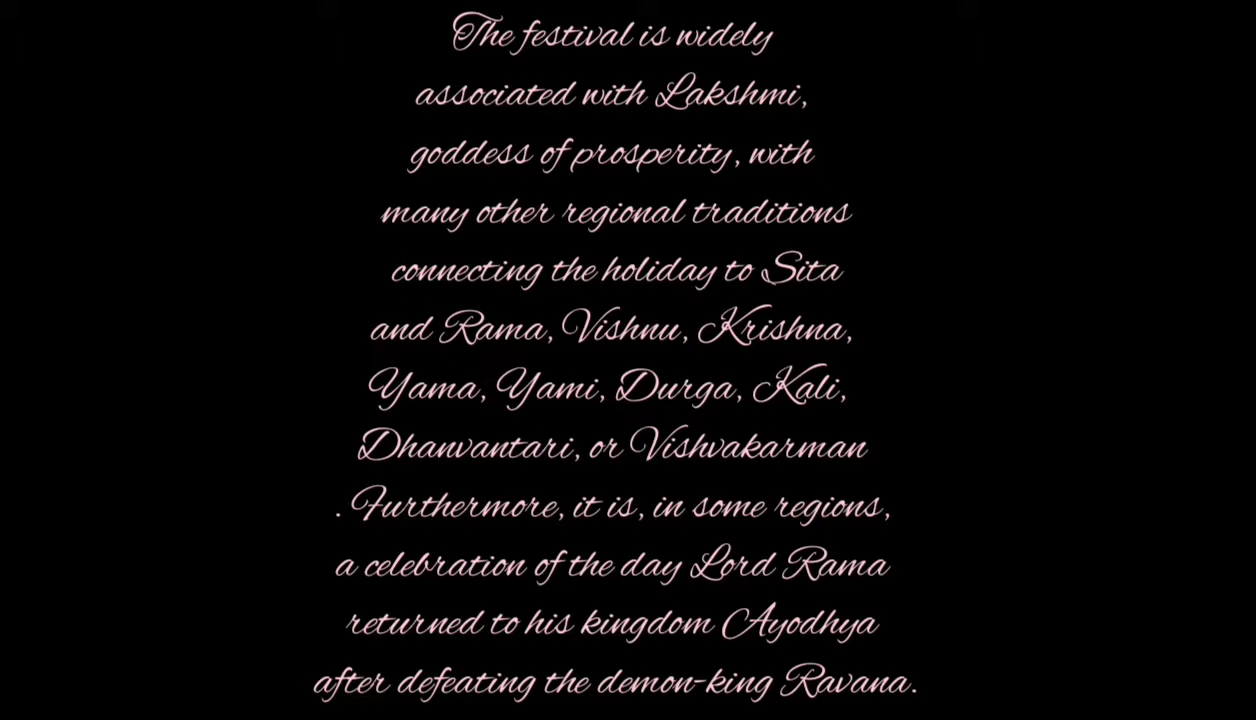 The festival is widely
associated with Lakshmi,
goddess of prosperity, with
many other regional traditions
connecting the holiday to Sita
and Rama, Vishnu, Krishna,
Yama, Yami, Durga, Kali,
Dhanvantari, or Vishvakarman
. Furthermore, it is, in some regions,
a celebration of the day Lord Rama
returned to his kingdom Ayodhya
after defeating the demon-king Ravana.